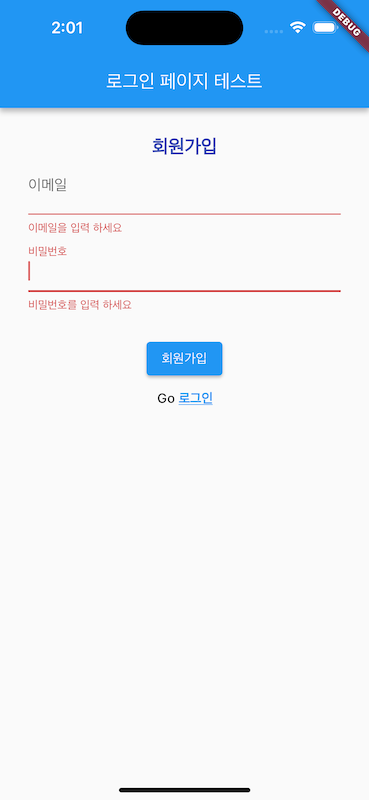 2:01
DEBUG
로그인 페이지 테스트
회원가입
이메일
이메일을 입력 하세요
비밀번호
비밀번호를 입력 하세요
회원가입
Go 로그인